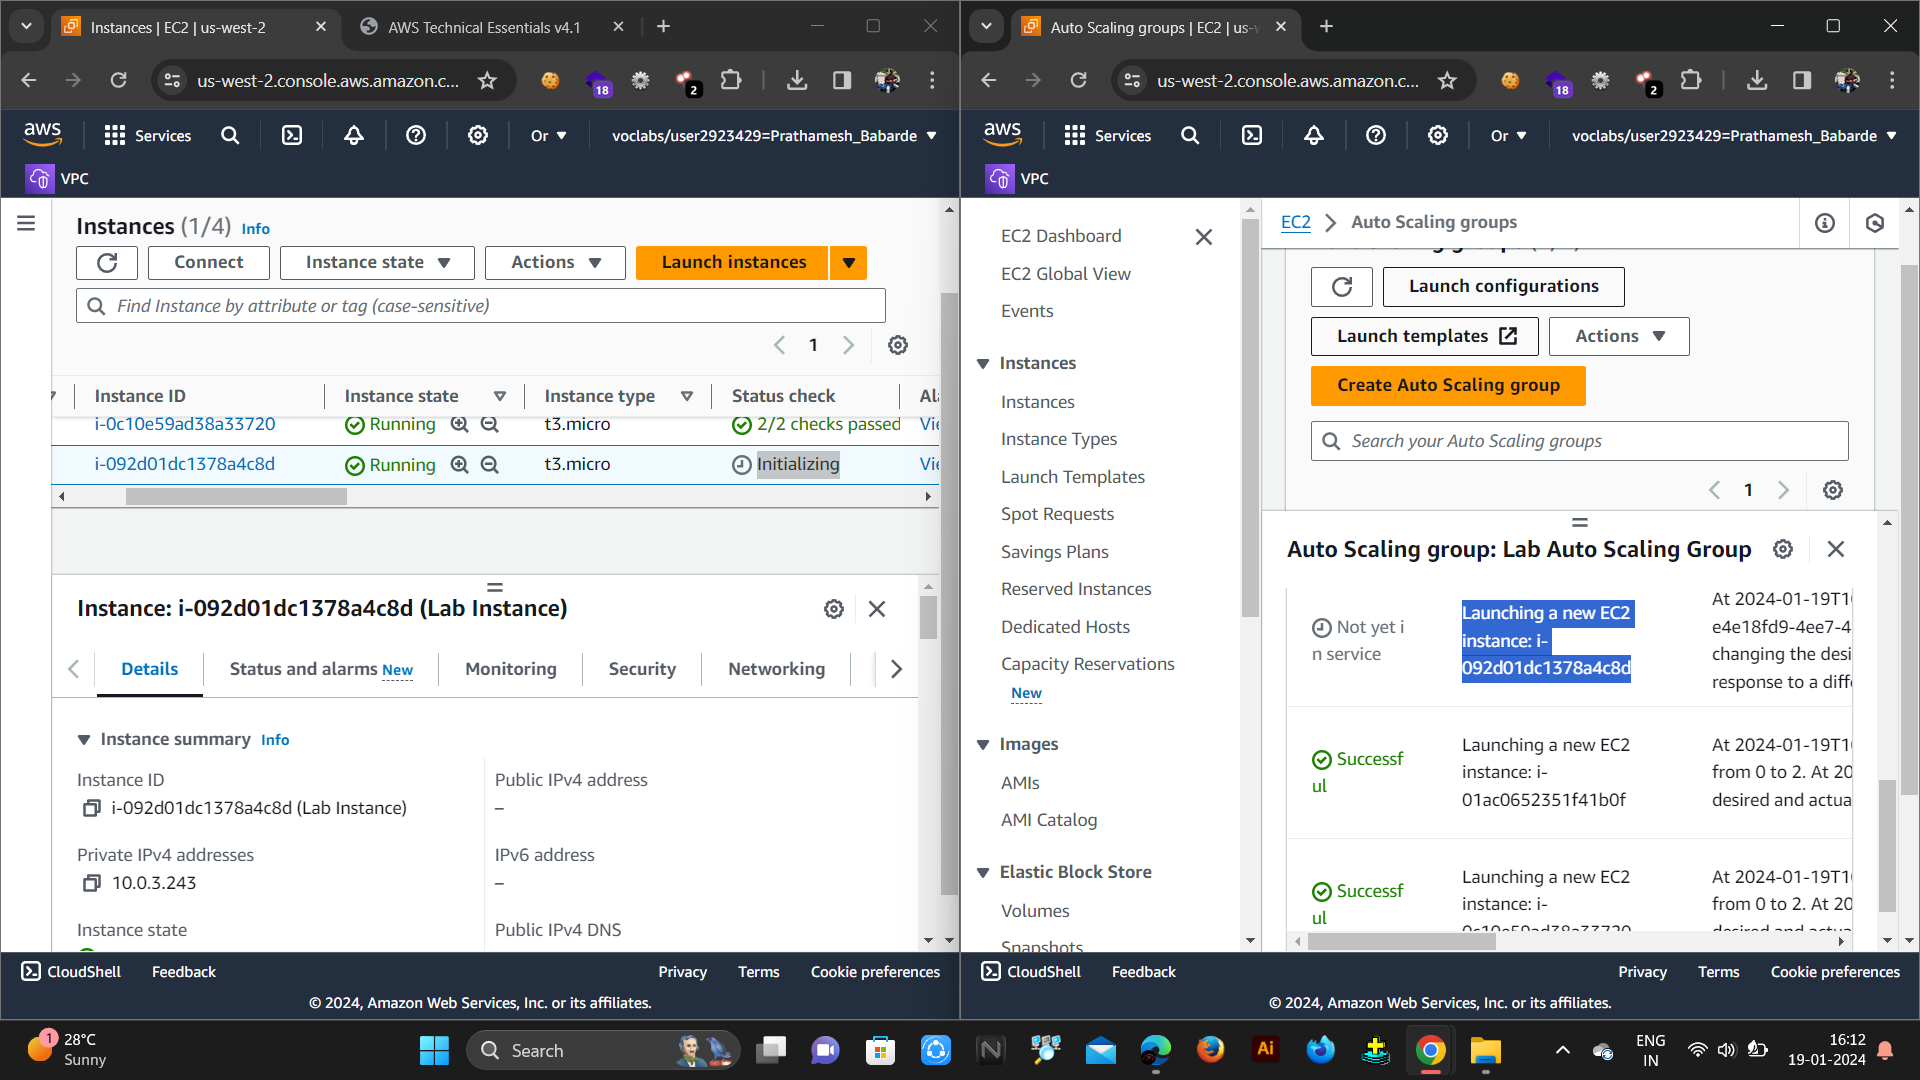 Instances | EC2 | us-west-2
AWS Technical Essentials v4.1
us-west-2.console.aws.amazon.c...
18
2
aws
Services
Or
voclabs/user2923429=Prathamesh_Babarde
VPC
Instances (1/4) Info
Connect
Instance state
Actions
Launch instances
Find Instance by attribute or tag (case-sensitive)
1
Instance ID
Instance state
Instance type
Status check
Al
i-0c10e59ad38a33720
Running
t3.micro
2/2 checks passed
Vie
i-092d01dc1378a4c8d
Running
t3.micro
Initializing
Vie
Instance: i-092d01dc1378a4c8d (Lab Instance)
Details
Status and alarms New
Monitoring
Security
Networking
Instance summary Info
Instance ID
i-092d01dc1378a4c8d (Lab Instance)
Public IPv4 address
–
Private IPv4 addresses
10.0.3.243
IPv6 address
–
Instance state
Public IPv4 DNS
CloudShell
Feedback
Privacy
Terms
Cookie preferences
© 2024, Amazon Web Services, Inc. or its affiliates.
Auto Scaling groups | EC2 | us-w
us-west-2.console.aws.amazon.c...
18
2
aws
Services
Or
voclabs/user2923429=Prathamesh_Babarde
VPC
EC2 Dashboard
EC2 Global View
Events
Instances
Instances
Instance Types
Launch Templates
Spot Requests
Savings Plans
Reserved Instances
Dedicated Hosts
Capacity Reservations
New
Images
AMIs
AMI Catalog
Elastic Block Store
Volumes
Snapshots
EC2
Auto Scaling groups
Launch configurations
Launch templates
Actions
Create Auto Scaling group
Search your Auto Scaling groups
1
Auto Scaling group: Lab Auto Scaling Group
Not yet i
n service
Launching a new EC2
instance: i-
092d01dc1378a4c8d
At 2024-01-19T1
e4e18fd9-4ee7-4
changing the desi
response to a diffe
Successf
ul
Launching a new EC2
instance: i-
01ac0652351f41b0f
At 2024-01-19T1
from 0 to 2. At 20
desired and actua
Successf
ul
Launching a new EC2
instance: i-
0c10e59ad38a33720
At 2024-01-19T1
from 0 to 2. At 20
desired and actua
CloudShell
Feedback
Privacy
Terms
Cookie preferences
© 2024, Amazon Web Services, Inc. or its affiliates.
1
28°C
Sunny
Search
Ai
ENG
IN
16:12
19-01-2024